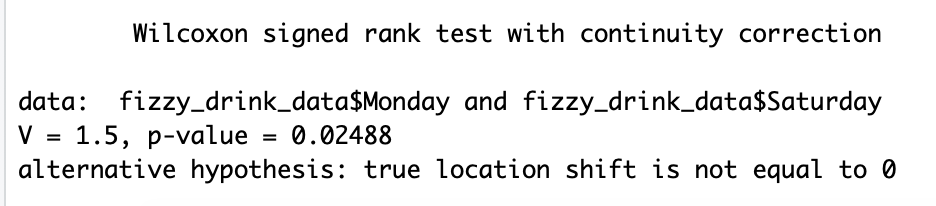 Wilcoxon signed rank test with continuity correction
data:  fizzy_drink_data$Monday and fizzy_drink_data$Saturday
V = 1.5, p-value = 0.02488
alternative hypothesis: true location shift is not equal to 0